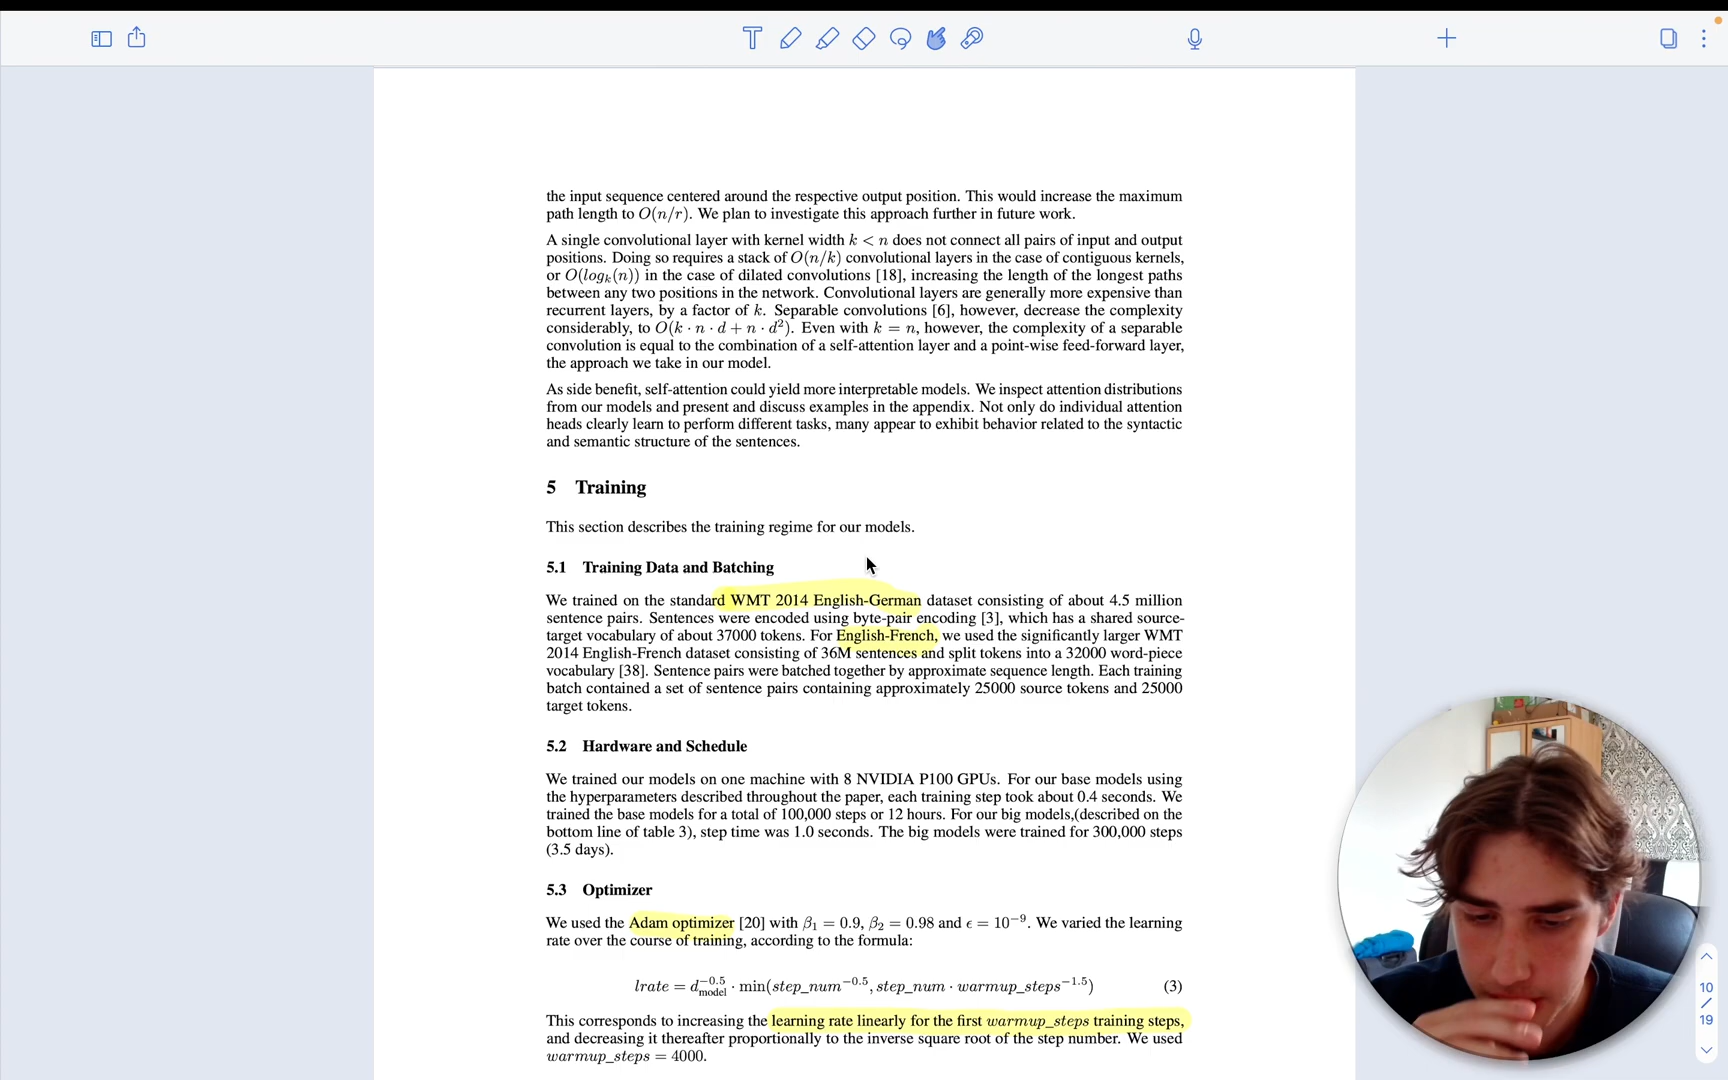 the input sequence centered around the respective output position. This would increase the maximum
path length to O(n/r). We plan to investigate this approach further in future work.
A single convolutional layer with kernel width k < n does not connect all pairs of input and output
positions. Doing so requires a stack of O(n/k) convolutional layers in the case of contiguous kernels,
or O(logₖ(n)) in the case of dilated convolutions [18], increasing the length of the longest paths
between any two positions in the network. Convolutional layers are generally more expensive than
recurrent layers, by a factor of k. Separable convolutions [6], however, decrease the complexity
considerably, to O(k · n · d + n · d²). Even with k = n, however, the complexity of a separable
convolution is equal to the combination of a self-attention layer and a point-wise feed-forward layer,
the approach we take in our model.
As side benefit, self-attention could yield more interpretable models. We inspect attention distributions
from our models and present and discuss examples in the appendix. Not only do individual attention
heads clearly learn to perform different tasks, many appear to exhibit behavior related to the syntactic
and semantic structure of the sentences.
5 Training
This section describes the training regime for our models.
5.1 Training Data and Batching
We trained on the standard WMT 2014 English-German dataset consisting of about 4.5 million
sentence pairs. Sentences were encoded using byte-pair encoding [3], which has a shared source-
target vocabulary of about 37000 tokens. For English-French, we used the significantly larger WMT
2014 English-French dataset consisting of 36M sentences and split tokens into a 32000 word-piece
vocabulary [38]. Sentence pairs were batched together by approximate sequence length. Each training
batch contained a set of sentence pairs containing approximately 25000 source tokens and 25000
target tokens.
5.2 Hardware and Schedule
We trained our models on one machine with 8 NVIDIA P100 GPUs. For our base models using
the hyperparameters described throughout the paper, each training step took about 0.4 seconds. We
trained the base models for a total of 100,000 steps or 12 hours. For our big models,(described on the
bottom line of table 3), step time was 1.0 seconds. The big models were trained for 300,000 steps
(3.5 days).
5.3 Optimizer
We used the Adam optimizer [20] with β₁ = 0.9, β₂ = 0.98 and ϵ = 10⁻⁹. We varied the learning
rate over the course of training, according to the formula:
lrate = d_model^−0.5 · min(step_num^−0.5, step_num · warmup_steps^−1.5) (3)
This corresponds to increasing the learning rate linearly for the first warmup_steps training steps,
and decreasing it thereafter proportionally to the inverse square root of the step number. We used
warmup_steps = 4000.
10
/
19